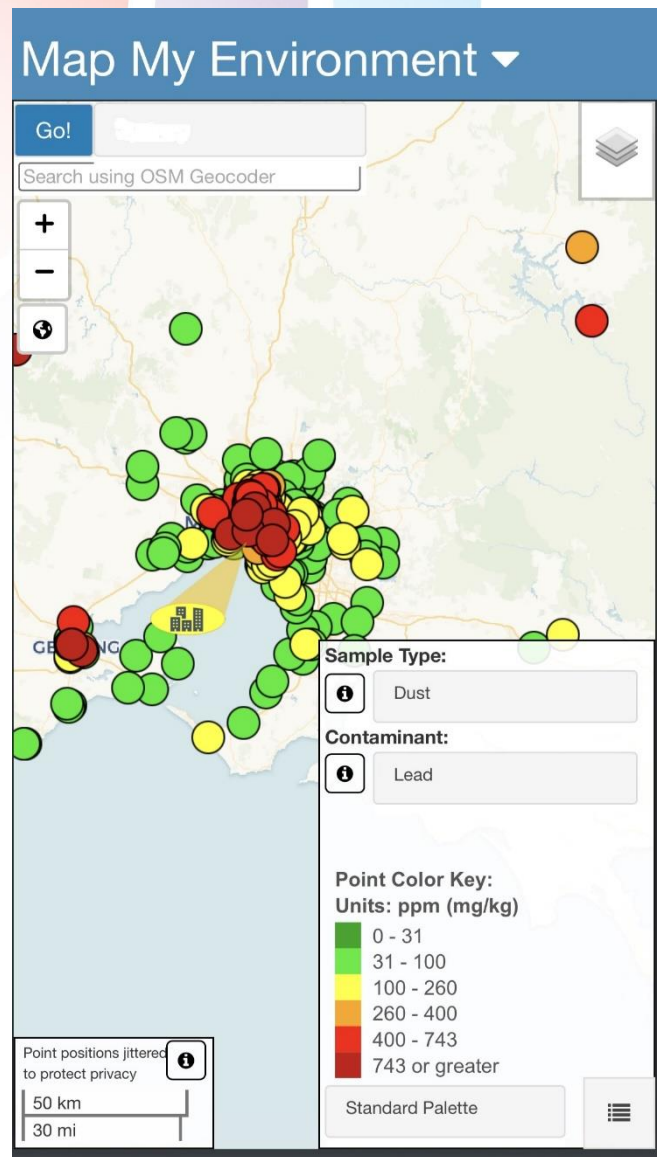 Map My Environment
Go!
Search using OSM Geocoder
+
−
Sample Type:
Dust
Contaminant:
Lead
Point Color Key:
Units: ppm (mg/kg)
0 - 31
31 - 100
100 - 260
260 - 400
400 - 743
743 or greater
Point positions jittered
to protect privacy
50 km
30 mi
Standard Palette